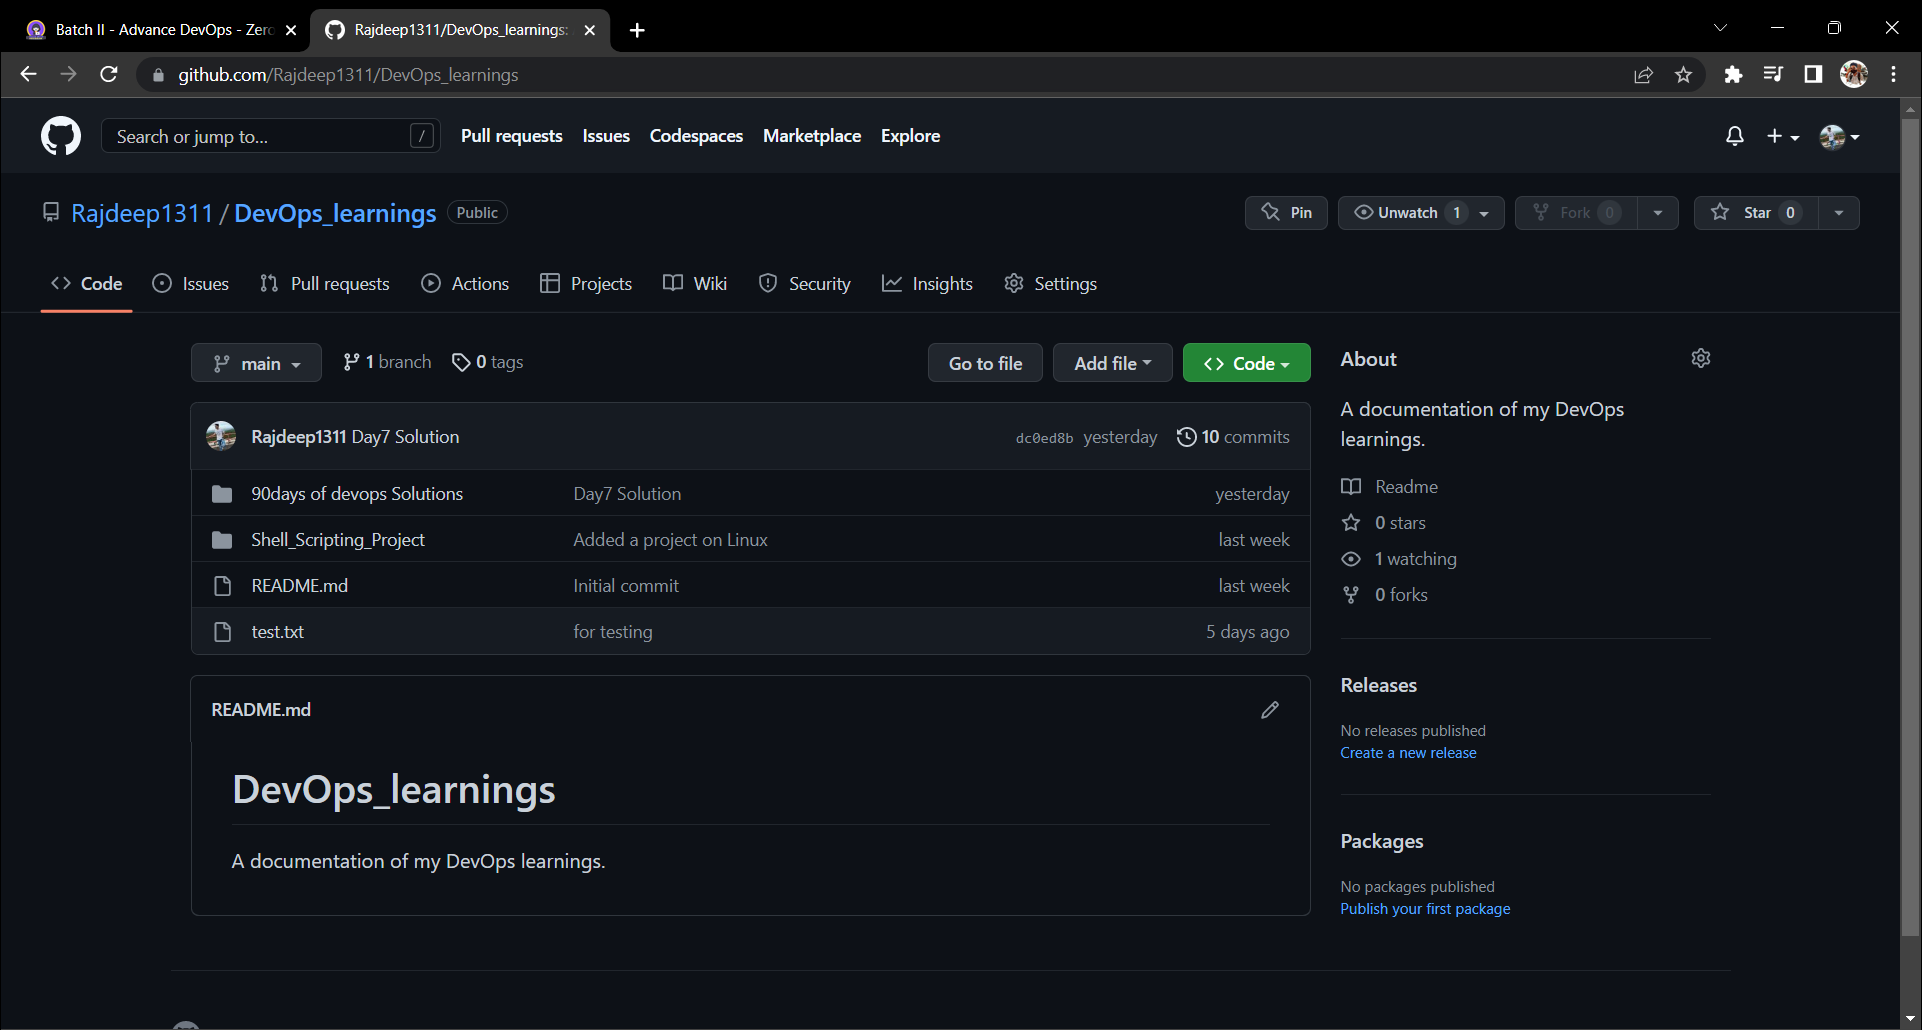 Batch II - Advance DevOps - Zero
Rajdeep1311/DevOps_learnings:
github.com/Rajdeep1311/DevOps_learnings
Search or jump to... /
Pull requests Issues Codespaces Marketplace Explore
Rajdeep1311 / DevOps_learnings Public
Pin Unwatch 1 Fork 0 Star 0
Code Issues Pull requests Actions Projects Wiki Security Insights Settings
main 1 branch 0 tags Go to file Add file Code
Rajdeep1311 Day7 Solution dc0ed8b yesterday 10 commits
90days of devops Solutions Day7 Solution yesterday
Shell_Scripting_Project Added a project on Linux last week
README.md Initial commit last week
test.txt for testing 5 days ago
README.md
DevOps_learnings
A documentation of my DevOps learnings.
About
A documentation of my DevOps
learnings.
Readme
0 stars
1 watching
0 forks
Releases
No releases published
Create a new release
Packages
No packages published
Publish your first package